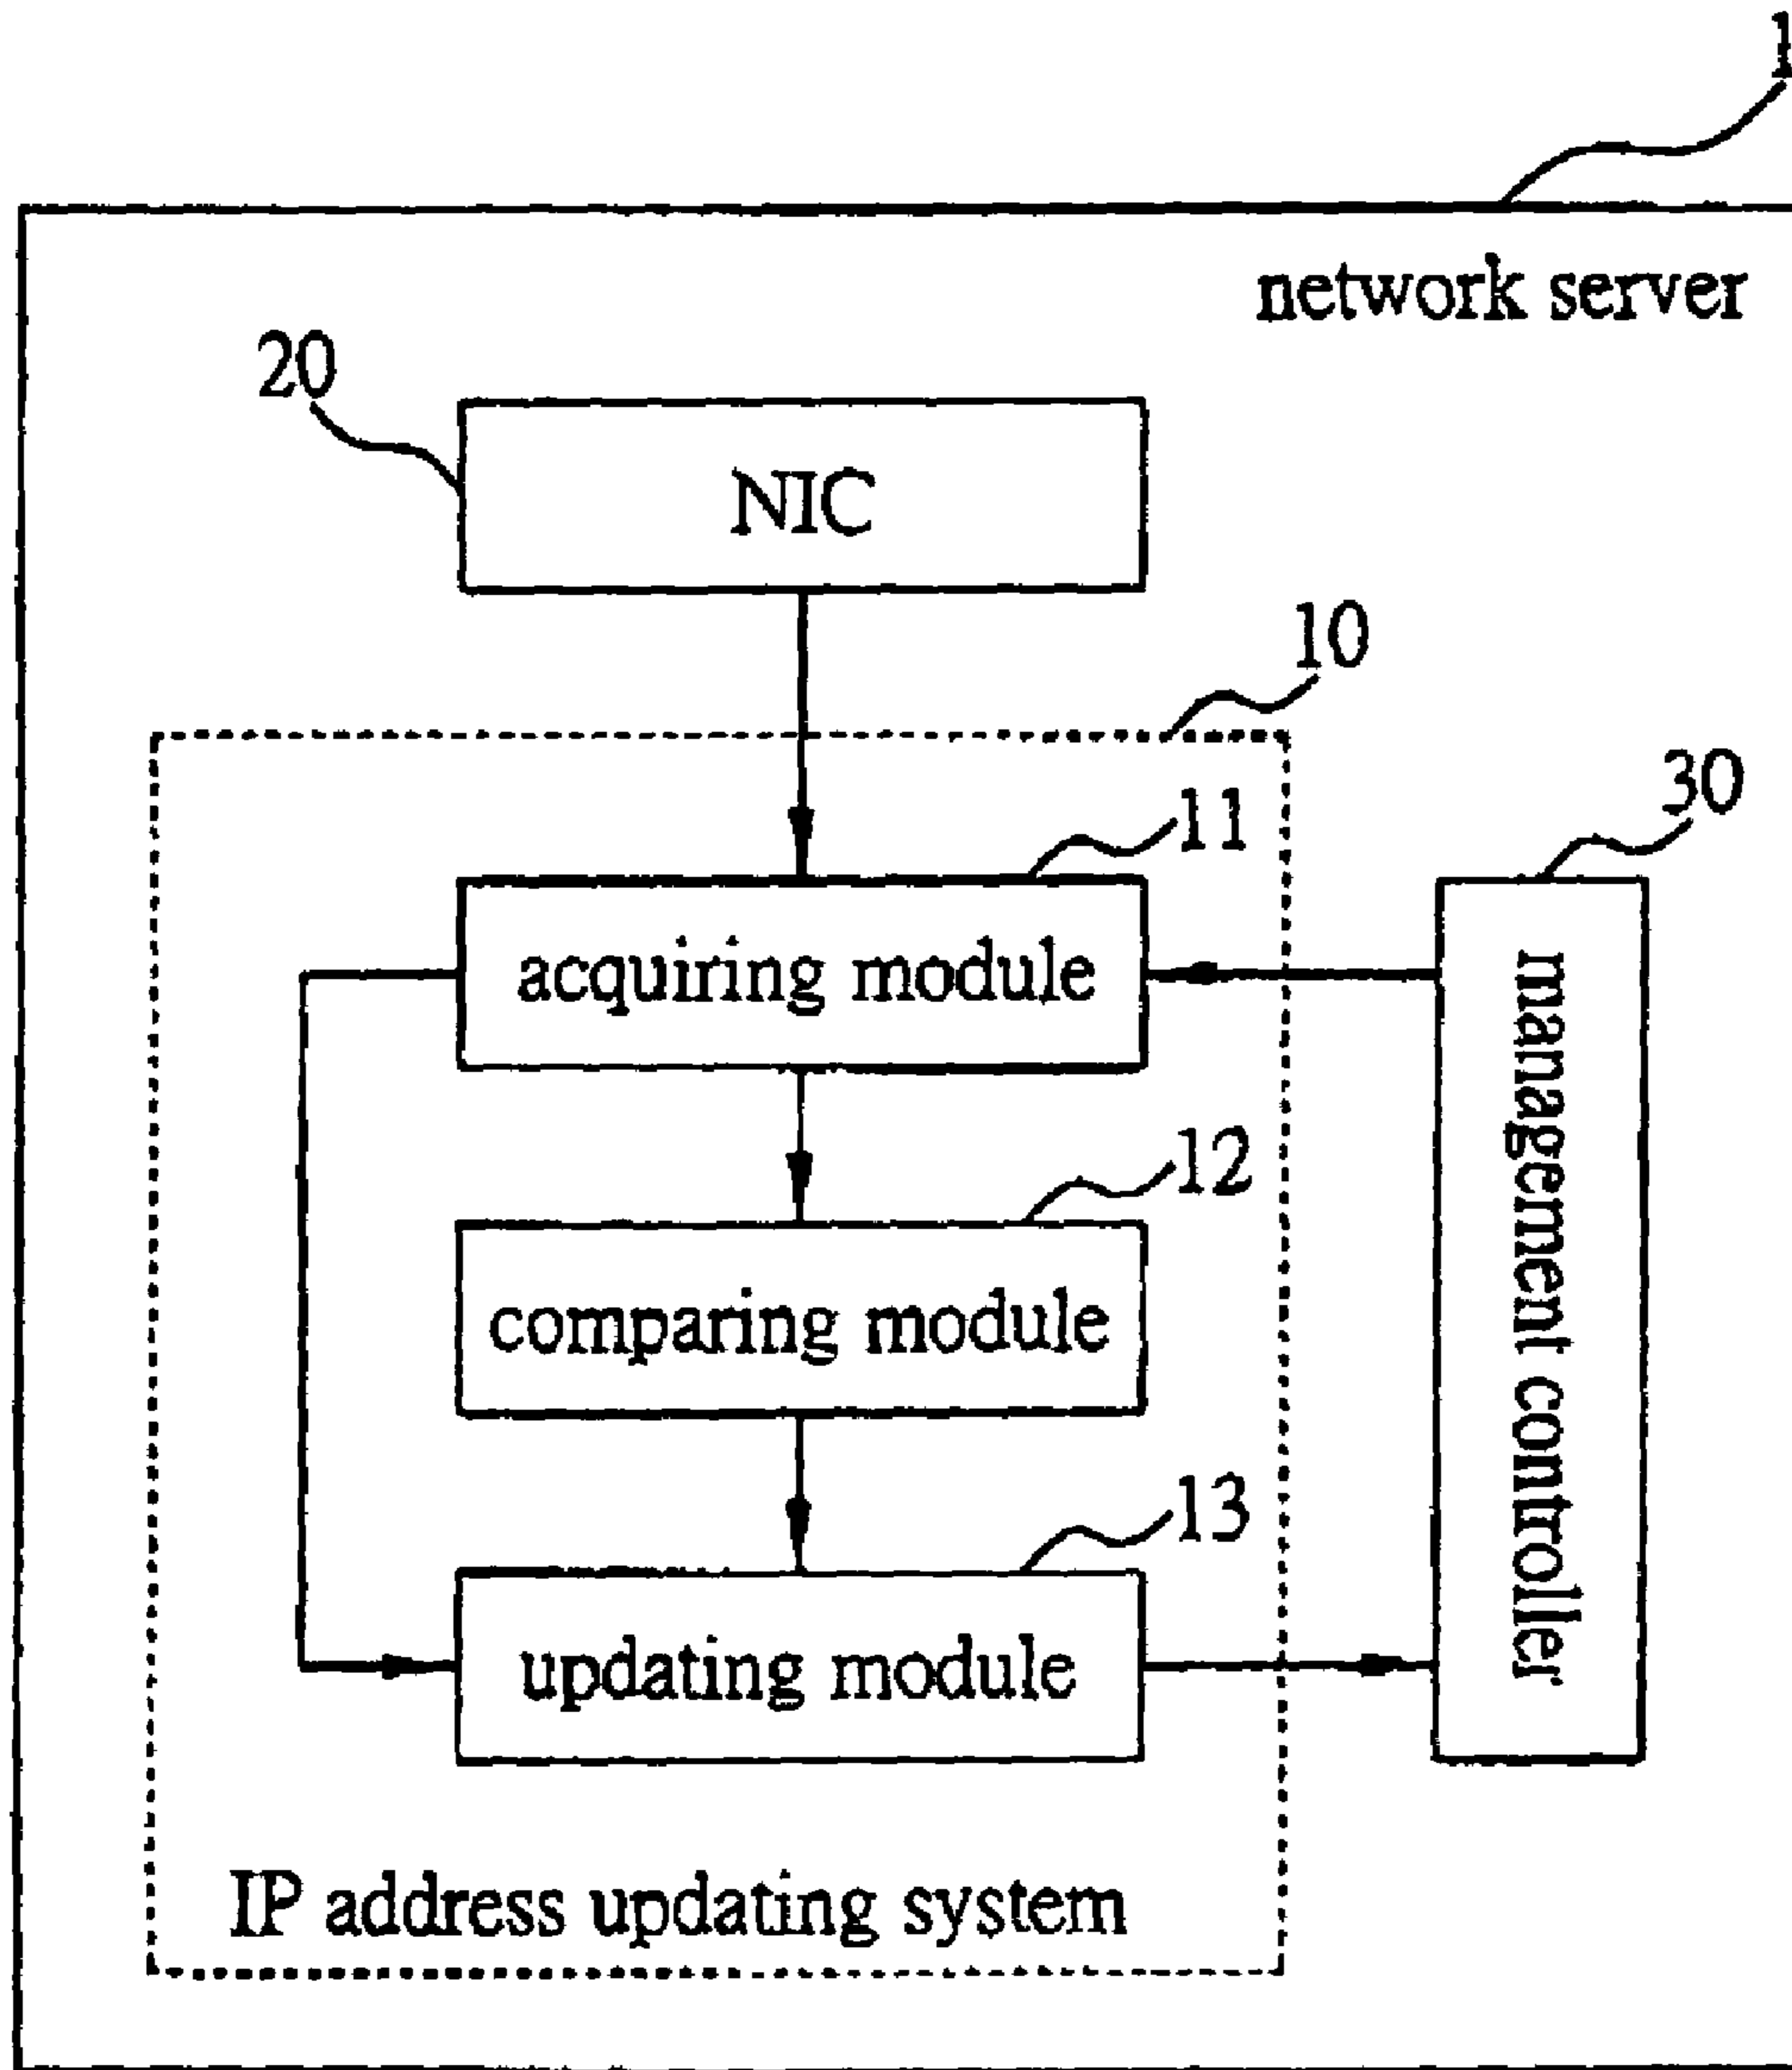 1
network server
20
NIC
10
11
30
acquiring module
management controller
12
comparing module
13
updating module
IP address updating system